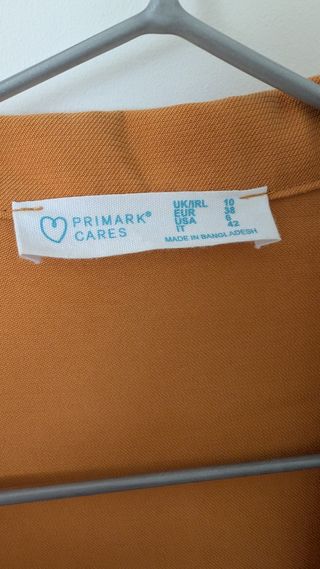 PRIMARK®
CARES
UK/IRL 10
EUR 38
USA 6
IT 42
MADE IN BANGLADESH